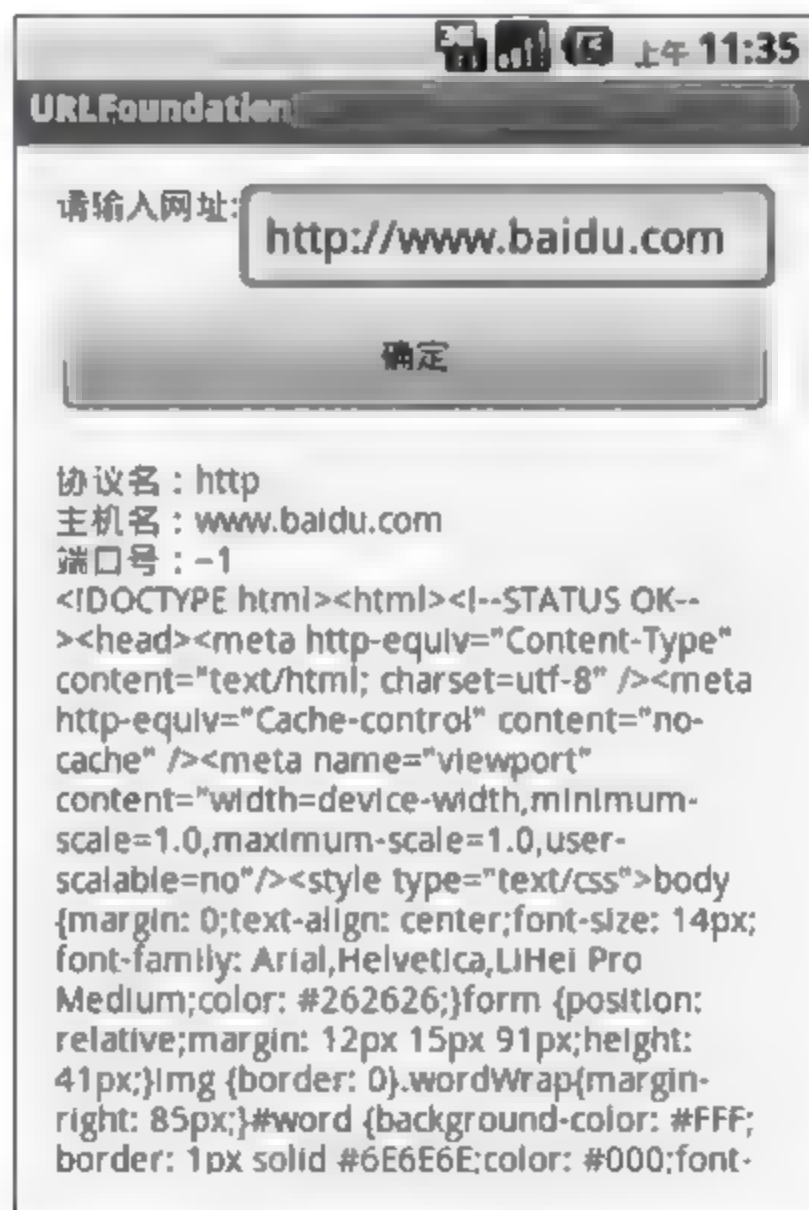 上午 11:35
URLFoundation
请输入网址:
http://www.baidu.com
确定
协议名：http
主机名：www.baidu.com
端口号：-1
<!DOCTYPE html><html><!--STATUS OK--
><head><meta http-equiv="Content-Type"
content="text/html; charset=utf-8" /><meta
http-equiv="Cache-control" content="no-
cache" /><meta name="viewport"
content="width=device-width,minimum-
scale=1.0,maximum-scale=1.0,user-
scalable=no"/><style type="text/css">body
{margin: 0;text-align: center;font-size: 14px;
font-family: Arial,Helvetica,LiHei Pro
Medium;color: #262626;}form {position:
relative;margin: 12px 15px 91px;height:
41px;}img {border: 0}.wordWrap{margin-
right: 85px;}#word {background-color: #FFF;
border: 1px solid #6E6E6E;color: #000;font-